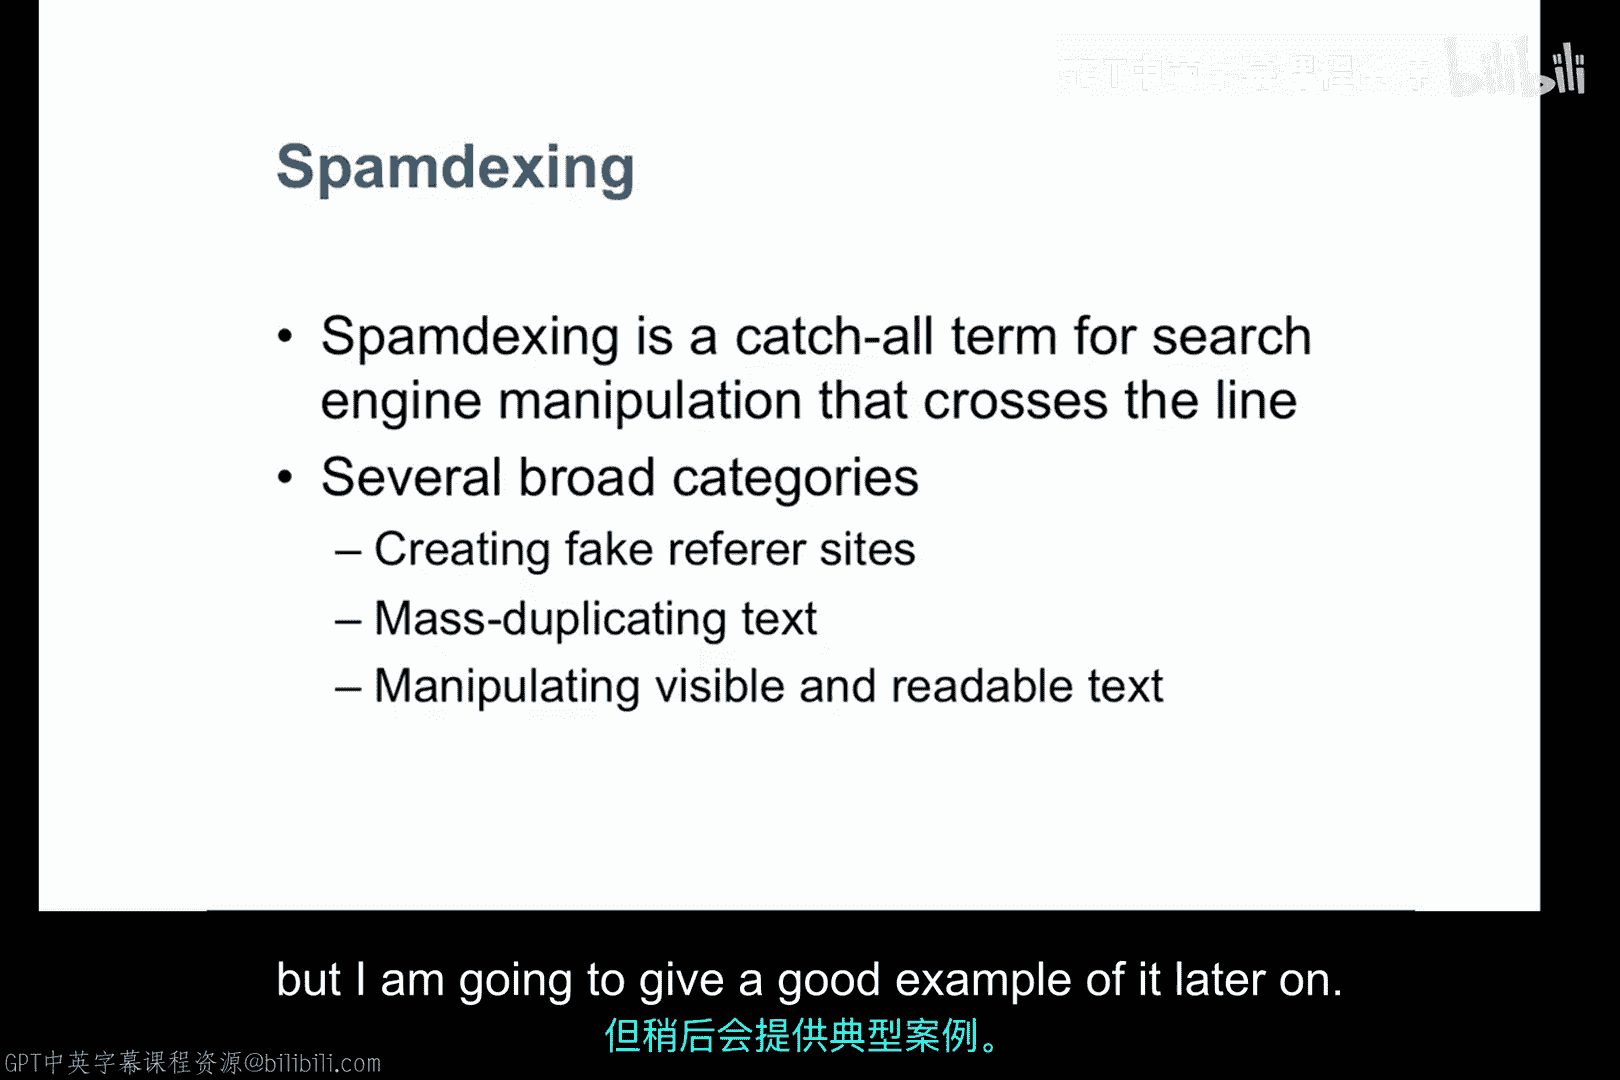 bilibili
Spamdexing
• Spamdexing is a catch-all term for search
engine manipulation that crosses the line
• Several broad categories
– Creating fake referer sites
– Mass-duplicating text
– Manipulating visible and readable text
but I am going to give a good example of it later on.
但稍后会提供典型案例。
GPT中英字幕课程资源@bilibili.com